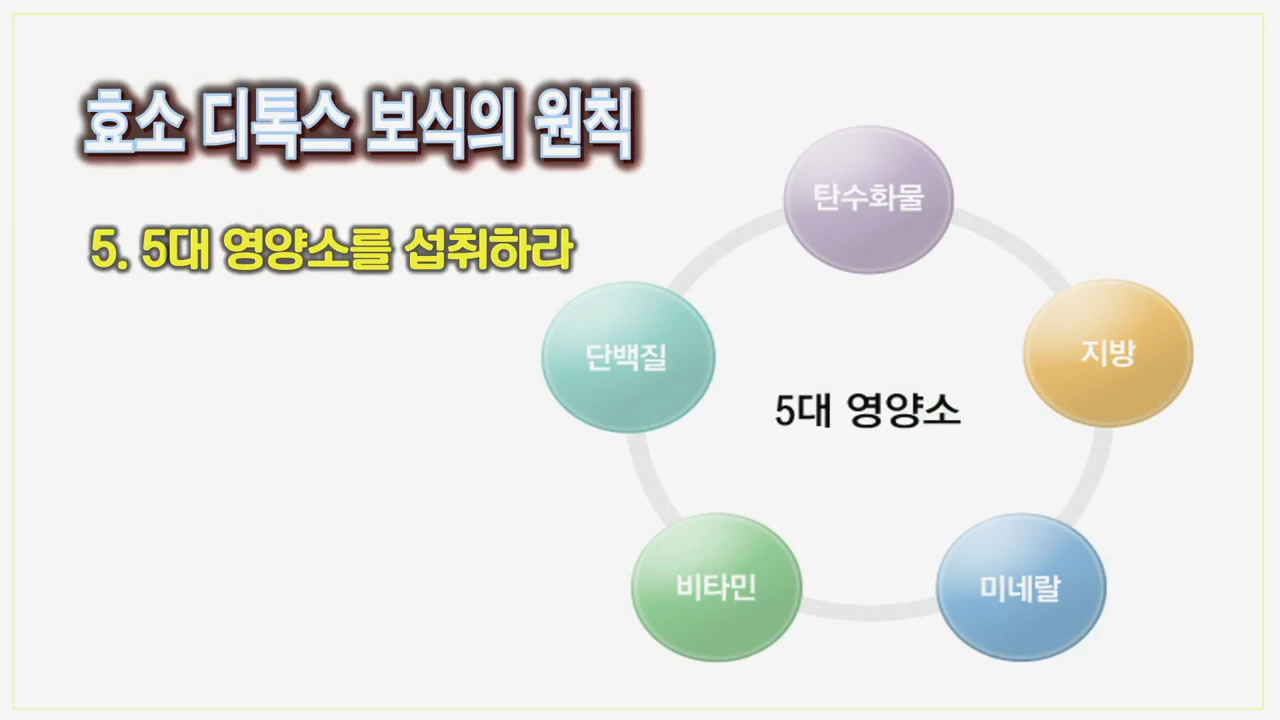 효소 디톡스 보식의 원칙
5. 5대 영양소를 섭취하라
탄수화물
단백질
지방
5대 영양소
비타민
미네랄